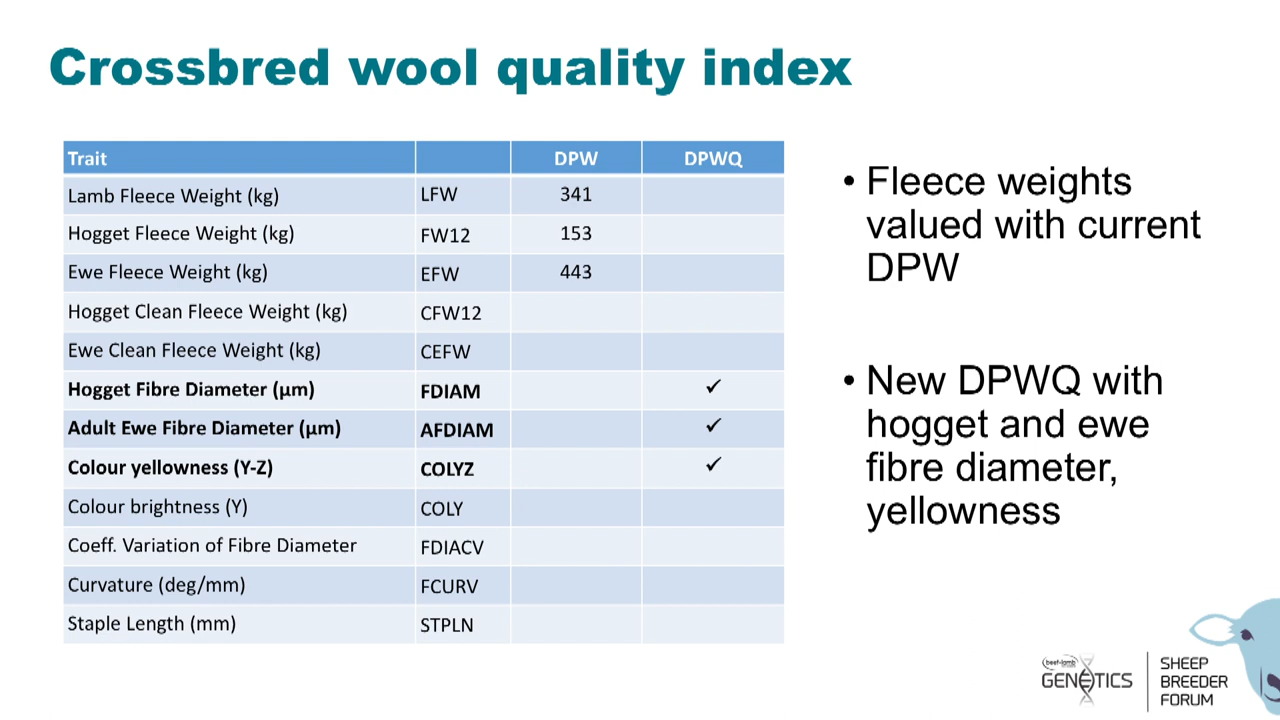 Crossbred wool quality index
Trait DPW DPWQ
Lamb Fleece Weight (kg) LFW 341
Hogget Fleece Weight (kg) FW12 153
Ewe Fleece Weight (kg) EFW 443
Hogget Clean Fleece Weight (kg) CFW12
Ewe Clean Fleece Weight (kg) CEFW
Hogget Fibre Diameter (µm) FDIAM ✓
Adult Ewe Fibre Diameter (µm) AFDIAM ✓
Colour yellowness (Y-Z) COLYZ ✓
Colour brightness (Y) COLY
Coeff. Variation of Fibre Diameter FDIACV
Curvature (deg/mm) FCURV
Staple Length (mm) STPLN
• Fleece weights
valued with current
DPW
• New DPWQ with
hogget and ewe
fibre diameter,
yellowness
beef+lamb
GENETICS
SHEEP
BREEDER
FORUM